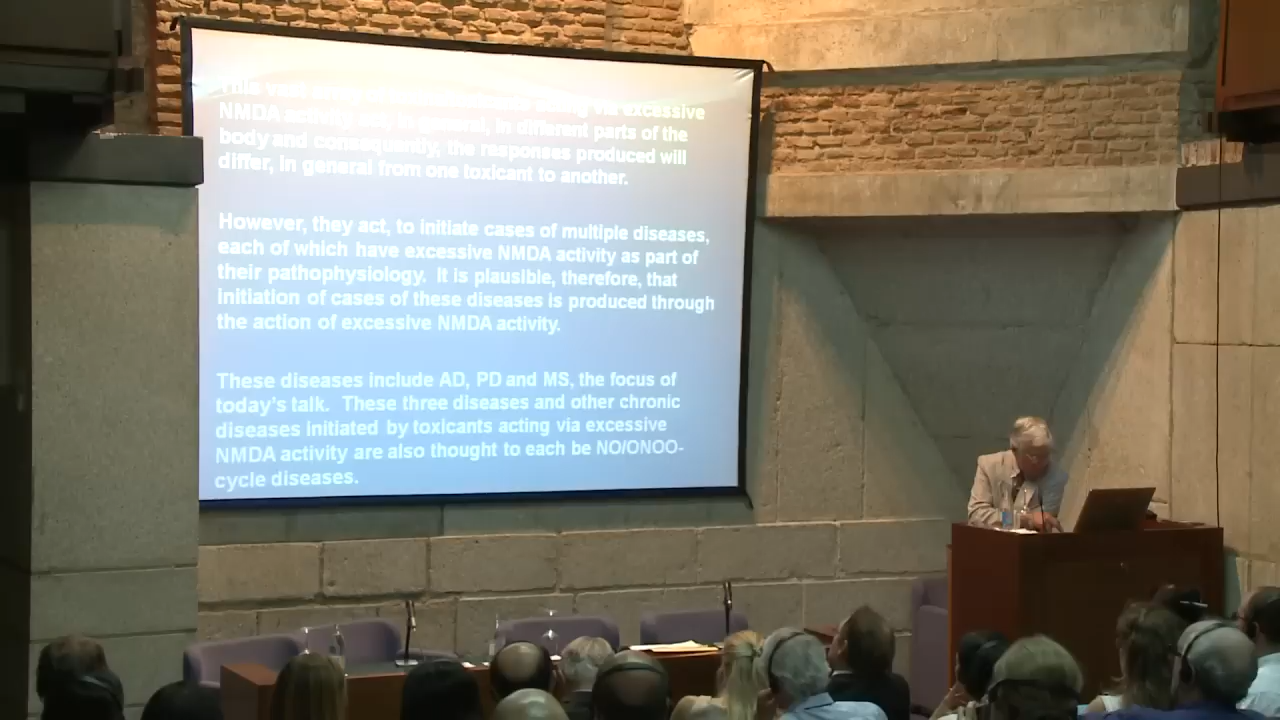 This via excessive
NMDA activity act, in general, in different parts of the
body and consequently, the responses produced will
differ, in general from one toxicant to another.
However, they act, to initiate cases of multiple diseases,
each of which have excessive NMDA activity as part of
their pathophysiology. It is plausible, therefore, that
initiation of cases of these diseases is produced through
the action of excessive NMDA activity.
These diseases include AD, PD and MS, the focus of
today's talk. These three diseases and other chronic
diseases initiated by toxicants acting via excessive
NMDA activity are also thought to each be NO/ONOO-
cycle diseases.